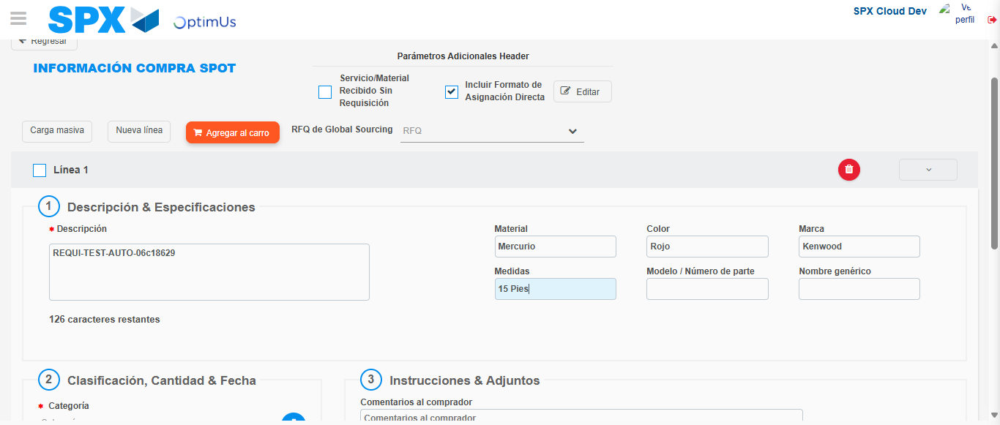 SPX
OptimUs
SPX Cloud Dev
Ve
perfil
Regresar
Parámetros Adicionales Header
INFORMACIÓN COMPRA SPOT
Servicio/Material
Recibido Sin
Requisición
Incluir Formato de
Asignación Directa
Editar
Carga masiva
Nueva línea
Agregar al carro
RFQ de Global Sourcing
RFQ
Línea 1
1 Descripción & Especificaciones
* Descripción
REQUI-TEST-AUTO-06c18629
126 caracteres restantes
Material
Color
Marca
Mercurio
Rojo
Kenwood
Medidas
Modelo / Número de parte
Nombre genérico
15 Pies
2 Clasificación, Cantidad & Fecha
* Categoría
3 Instrucciones & Adjuntos
Comentarios al comprador
Comentarios al comprador